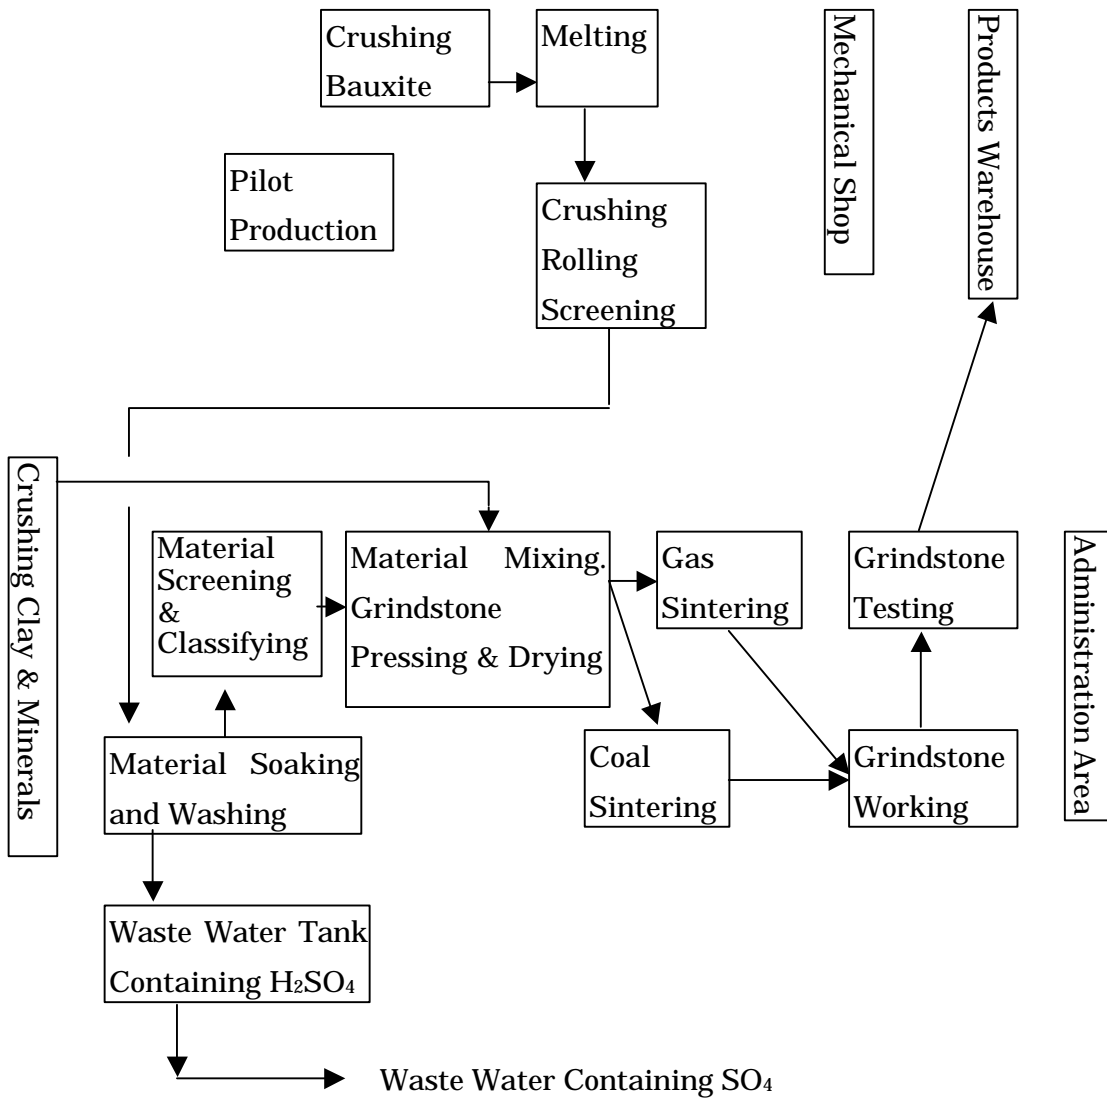 Crushing
Bauxite
Melting
Mechanical Shop
Products Warehouse
Pilot
Production
Crushing
Rolling
Screening
Crushing Clay & Minerals
Material
Screening
&
Classifying
Material Mixing.
Grindstone
Pressing & Drying
Gas
Sintering
Grindstone
Testing
Administration Area
Material Soaking
and Washing
Coal
Sintering
Grindstone
Working
Waste Water Tank
Containing H₂SO₄
Waste Water Containing SO₄